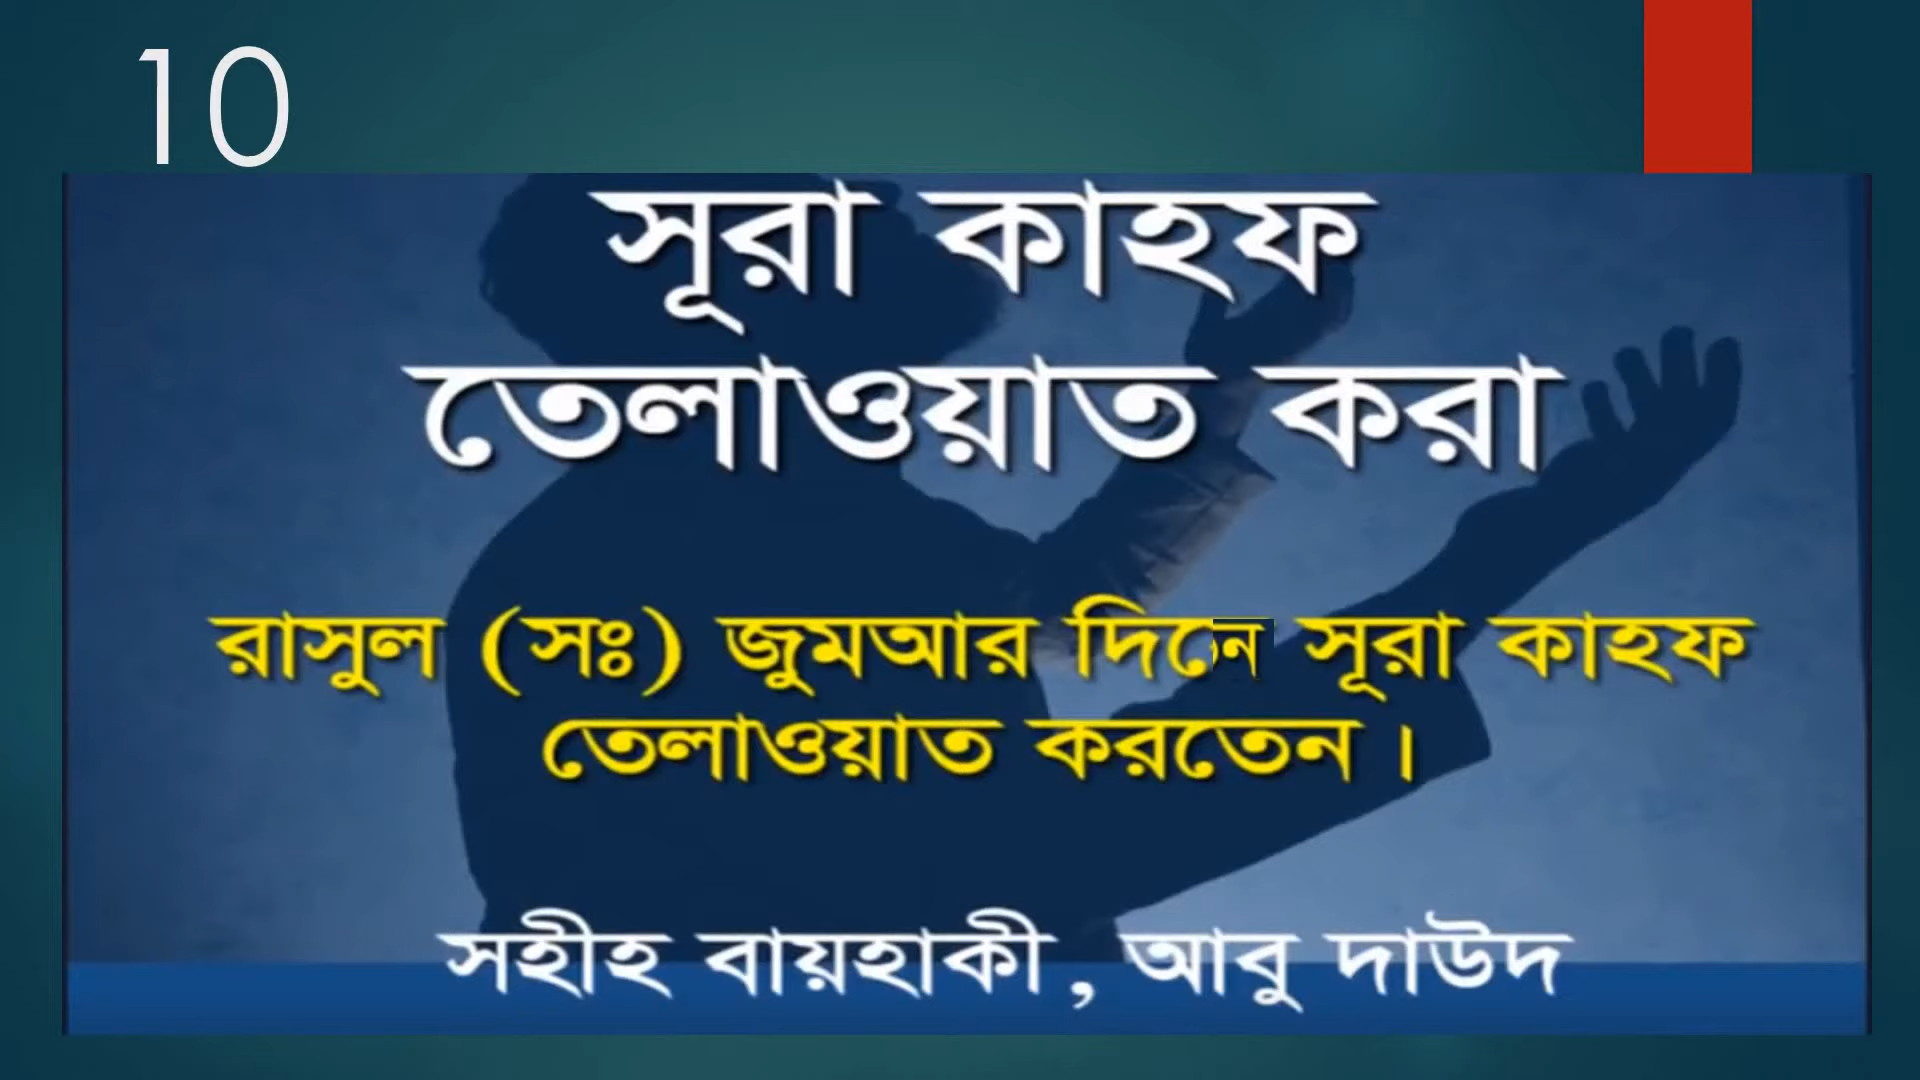 10
সূরা কাহফ
তেলাওয়াত করা
রাসুল (সঃ) জুমআর দিনে সূরা কাহফ
তেলাওয়াত করতেন।
সহীহ বায়হাকী, আবু দাউদ